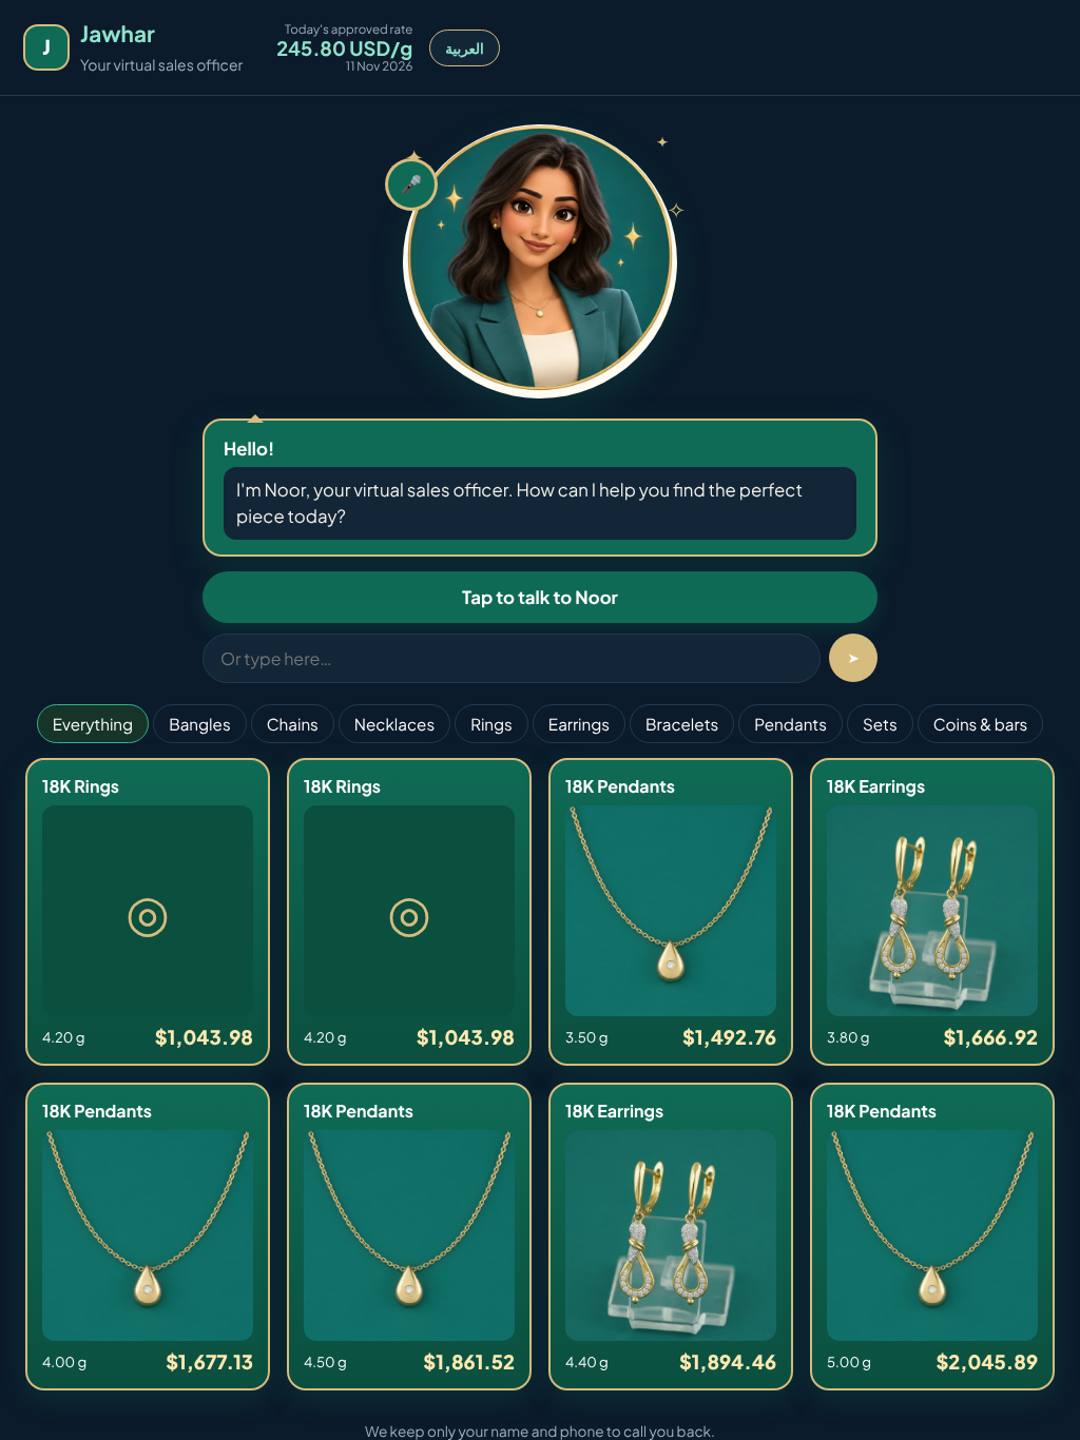 J
Jawhar
Your virtual sales officer
Today's approved rate
245.80 USD/g
11 Nov 2026
العربية
Hello!
I'm Noor, your virtual sales officer. How can I help you find the perfect
piece today?
Tap to talk to Noor
Or type here...
Everything
Bangles
Chains
Necklaces
Rings
Earrings
Bracelets
Pendants
Sets
Coins & bars
18K Rings
18K Rings
18K Pendants
18K Earrings
4.20 g
$1,043.98
4.20 g
$1,043.98
3.50 g
$1,492.76
3.80 g
$1,666.92
18K Pendants
18K Pendants
18K Earrings
18K Pendants
4.00 g
$1,677.13
4.50 g
$1,861.52
4.40 g
$1,894.46
5.00 g
$2,045.89
We keep only your name and phone to call you back.